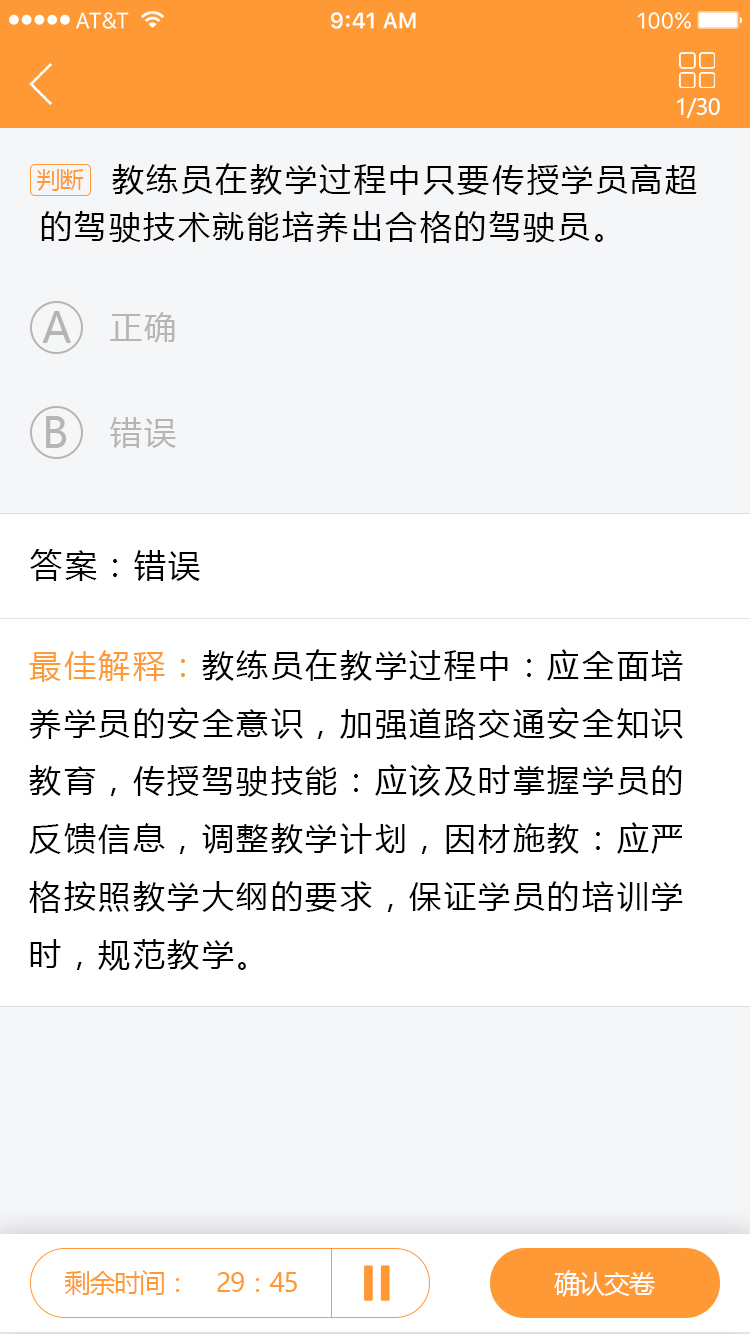 AT&T 9:41 AM 100%
1/30
判断 教练员在教学过程中只要传授学员高超
的驾驶技术就能培养出合格的驾驶员。
A 正确
B 错误
答案：错误
最佳解释：教练员在教学过程中：应全面培
养学员的安全意识，加强道路交通安全知识
教育，传授驾驶技能：应该及时掌握学员的
反馈信息，调整教学计划，因材施教：应严
格按照教学大纲的要求，保证学员的培训学
时，规范教学。
剩余时间： 29：45 确认交卷